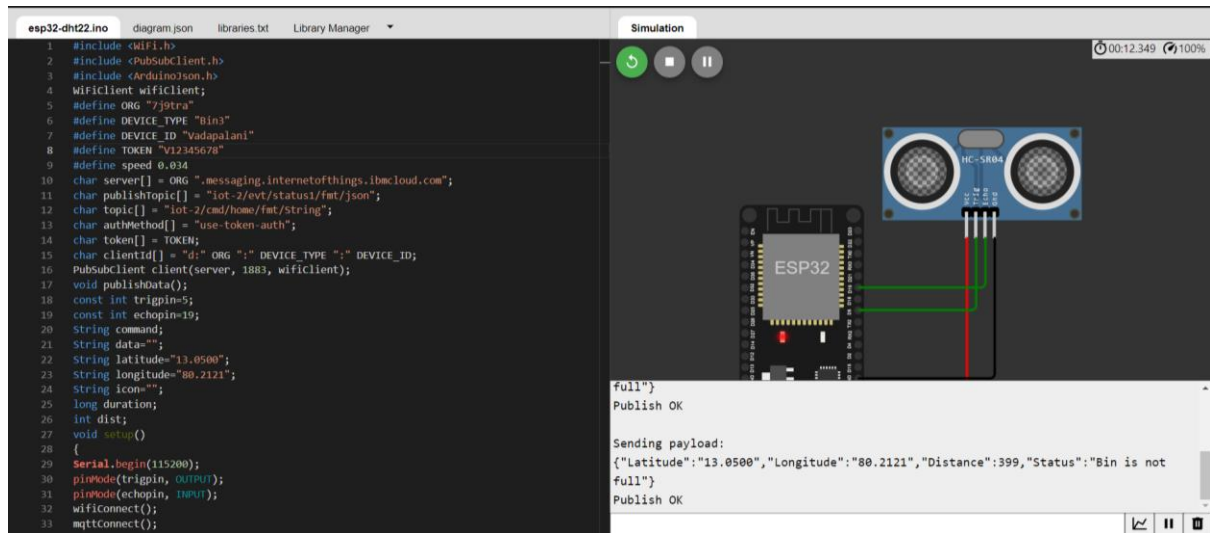 esp32-dht22.ino diagram.json libraries.txt Library Manager
1 #include <WiFi.h>
2 #include <PubSubClient.h>
3 #include <ArduinoJson.h>
4 WiFiClient wifiClient;
5 #define ORG "7j9tra"
6 #define DEVICE_TYPE "Bin3"
7 #define DEVICE_ID "Vadapalani"
8 #define TOKEN "V12345678"
9 #define speed 0.034
10 char server[] = ORG ".messaging.internetofthings.ibmcloud.com";
11 char publishTopic[] = "iot-2/evt/status1/fmt/json";
12 char topic[] = "iot-2/cmd/home/fmt/String";
13 char authMethod[] = "use-token-auth";
14 char token[] = TOKEN;
15 char clientId[] = "d:" ORG ":" DEVICE_TYPE ":" DEVICE_ID;
16 PubSubClient client(server, 1883, wifiClient);
17 void publishData();
18 const int trigpin=5;
19 const int echopin=19;
20 String command;
21 String data="";
22 String latitude="13.0500";
23 String longitude="80.2121";
24 String icon="";
25 long duration;
26 int dist;
27 void setup()
28 {
29 Serial.begin(115200);
30 pinMode(trigpin, OUTPUT);
31 pinMode(echopin, INPUT);
32 wifiConnect();
33 mqttConnect();
Simulation
00:12.349 100%
HC-SR04
Vcc Trig Echo Gnd
ESP32
full"}
Publish OK
Sending payload:
{"Latitude":"13.0500","Longitude":"80.2121","Distance":399,"Status":"Bin is not
full"}
Publish OK